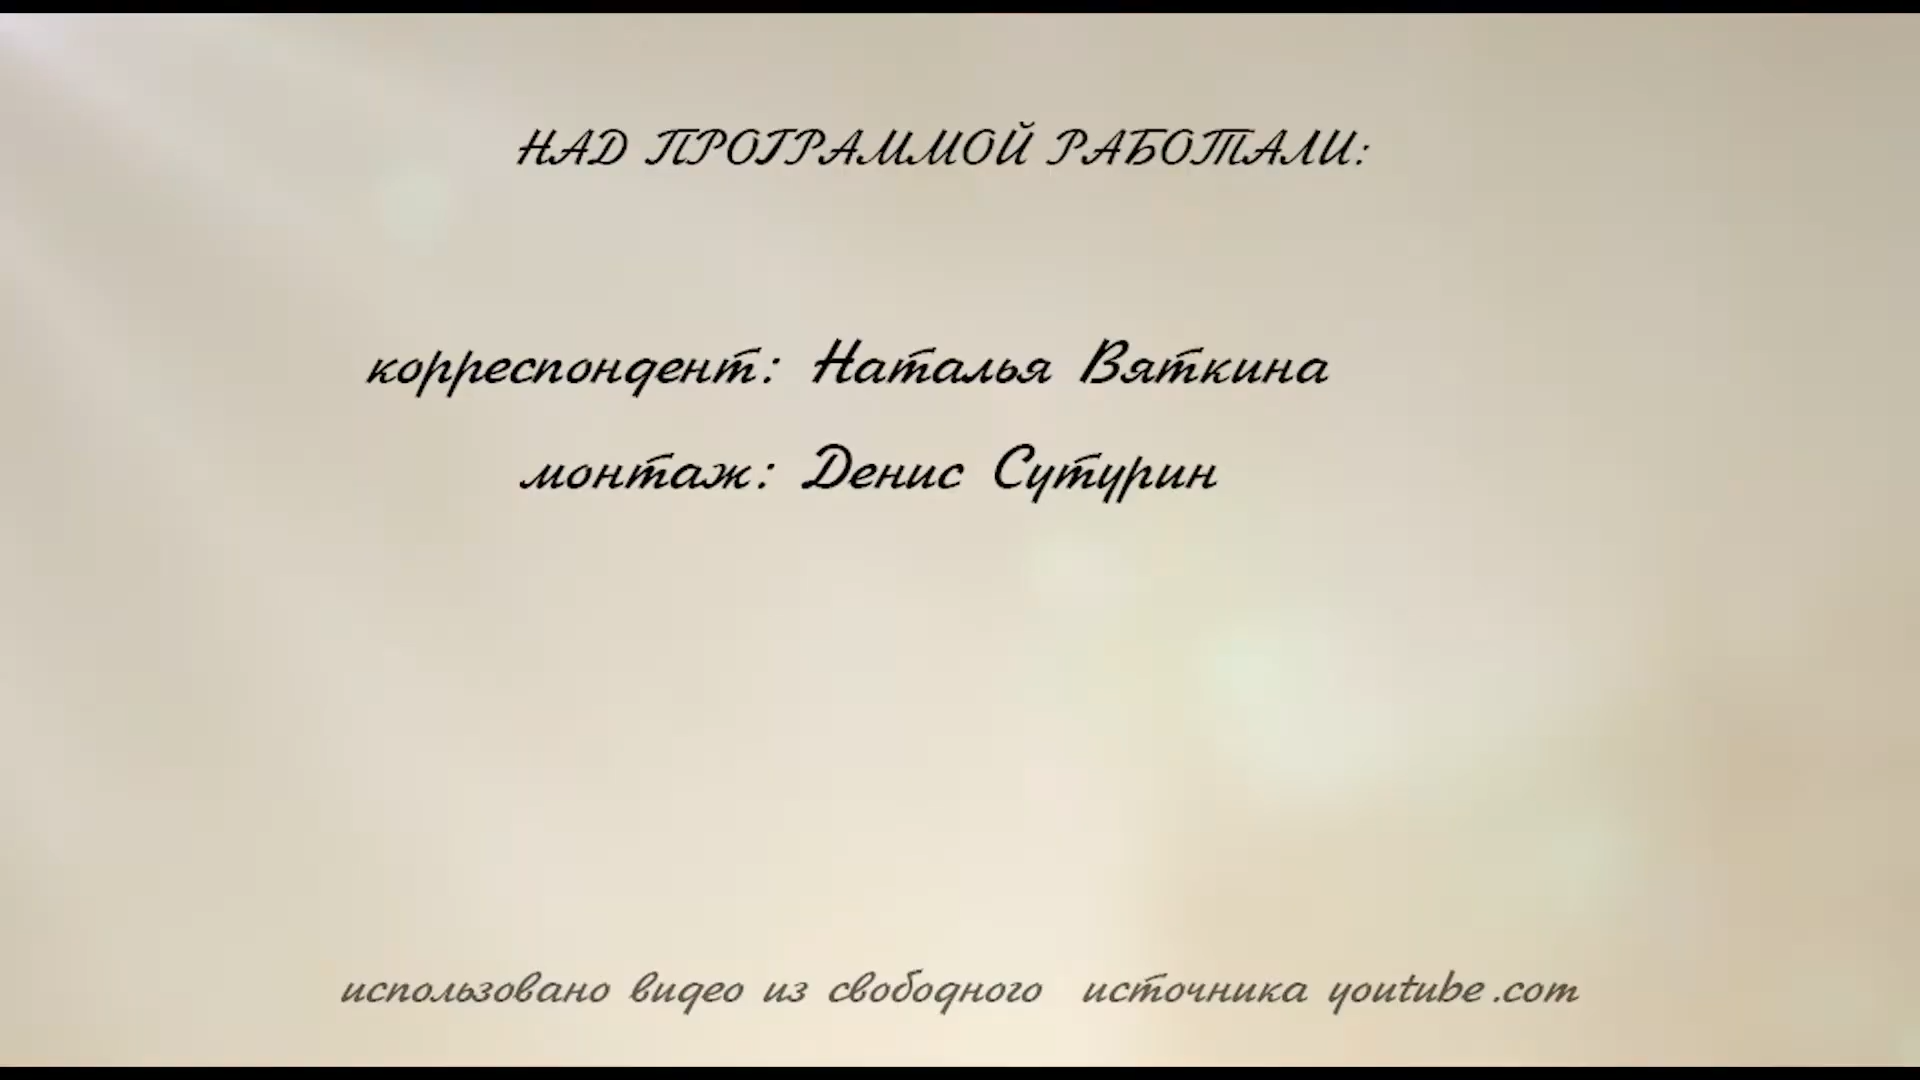 НАД ПРОГРАММОЙ РАБОТАЛИ:
корреспондент: Наталья Вяткина
монтаж: Денис Сутурин
использовано видео из свободного источника youtube.com